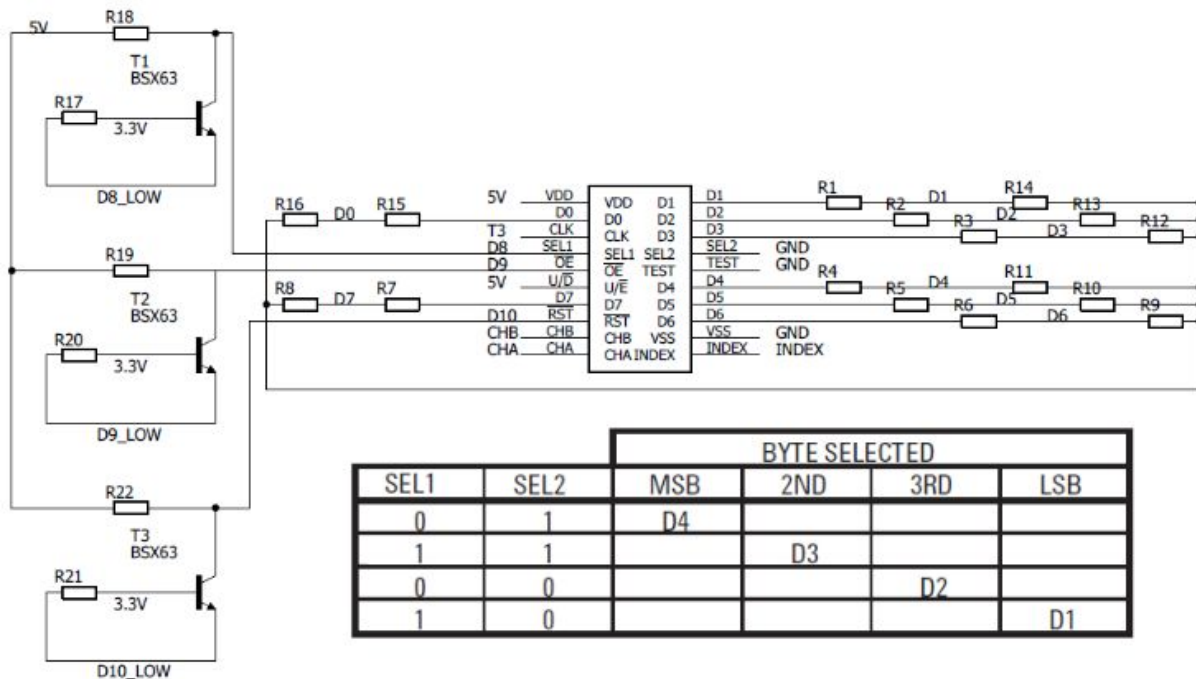 5V
R18
T1
BSX63
R17
3.3V
D8_LOW
R19
T2
BSX63
R20
3.3V
D9_LOW
R22
T3
BSX63
R21
3.3V
D10_LOW
R16 D0 R15
R8 D7 R7
5V VDD
D0
T3 CLK
D8 SEL1
D9 OE
5V U/D
D7
D10 RST
CHB CHB
CHA CHA
VDD D1
D0 D2
CLK D3
SEL1 SEL2
OE TEST
U/E D4
D7 D5
RST D6
CHB VSS
CHA INDEX
D1
D2
D3
SEL2 GND
TEST GND
D4
D5
D6
VSS GND
INDEX INDEX
R1 D1 R14
R2 D2 R13
R3 D3 R12
R4 D4 R11
R5 D5 R10
R6 D6 R9
BYTE SELECTED
SEL1 SEL2 MSB 2ND 3RD LSB
0 1 D4
1 1 D3
0 0 D2
1 0 D1